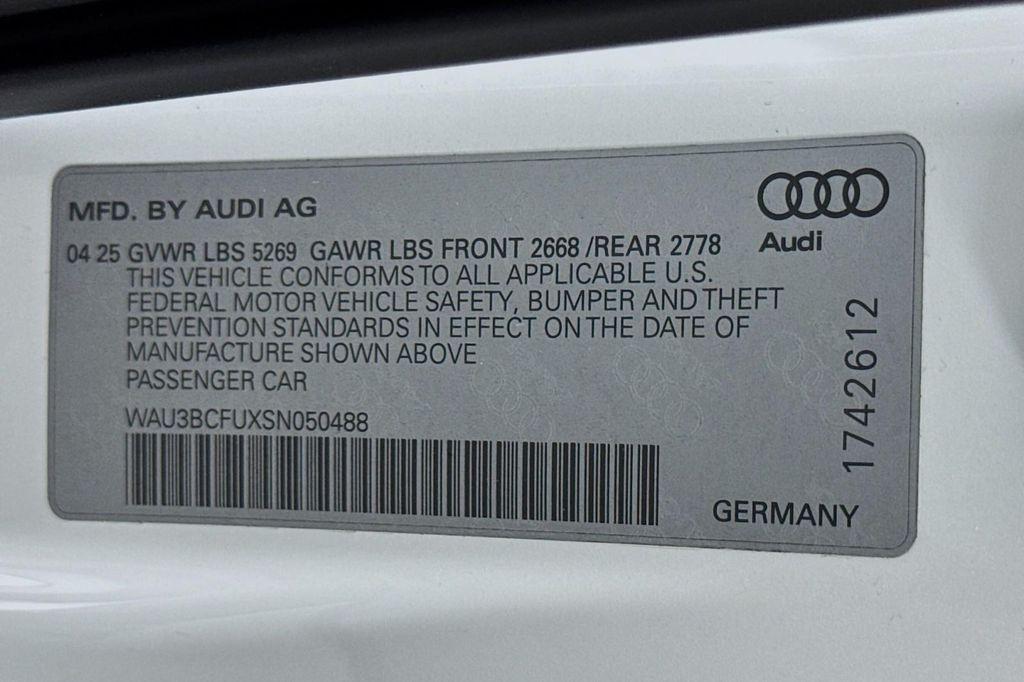 MFD. BY AUDI AG
Audi
04 25 GVWR LBS 5269 GAWR LBS FRONT 2668 /REAR 2778
THIS VEHICLE CONFORMS TO ALL APPLICABLE U.S.
FEDERAL MOTOR VEHICLE SAFETY, BUMPER AND THEFT
PREVENTION STANDARDS IN EFFECT ON THE DATE OF
MANUFACTURE SHOWN ABOVE
PASSENGER CAR
WAU3BCFUXSN050488
1742612
GERMANY